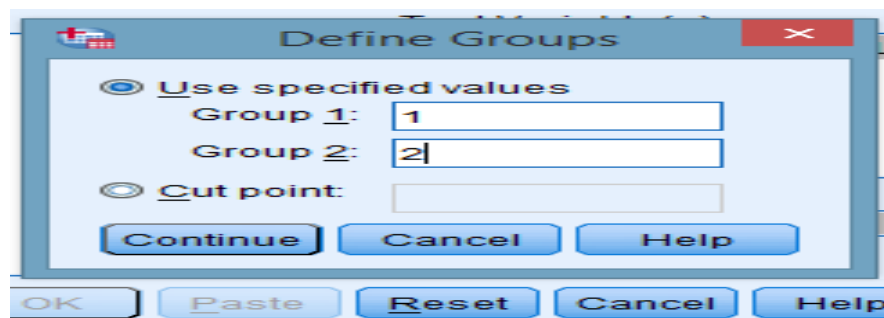 Define Groups
Use specified values
Group 1: 1
Group 2: 2
Cut point:
Continue Cancel Help
OK Paste Reset Cancel Help